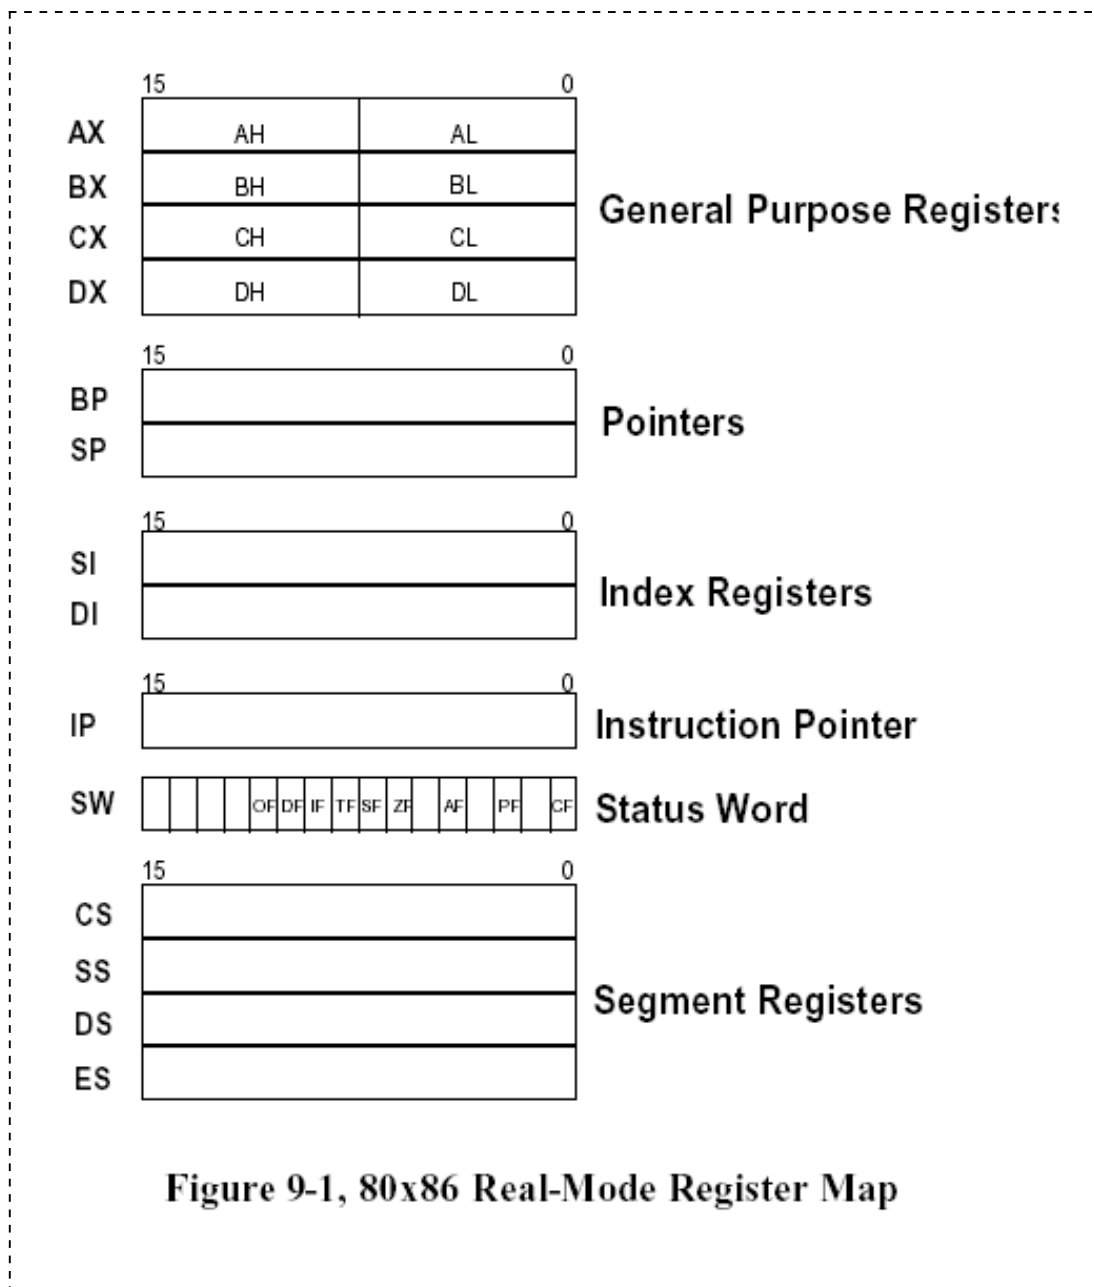 15 0
AX AH AL
BX BH BL
CX CH CL
DX DH DL
General Purpose Registers
15 0
BP
SP
Pointers
15 0
SI
DI
Index Registers
15 0
IP Instruction Pointer
SW OF DF IF TF SF ZF AF PF CF Status Word
15 0
CS
SS
DS
ES
Segment Registers
Figure 9-1, 80x86 Real-Mode Register Map